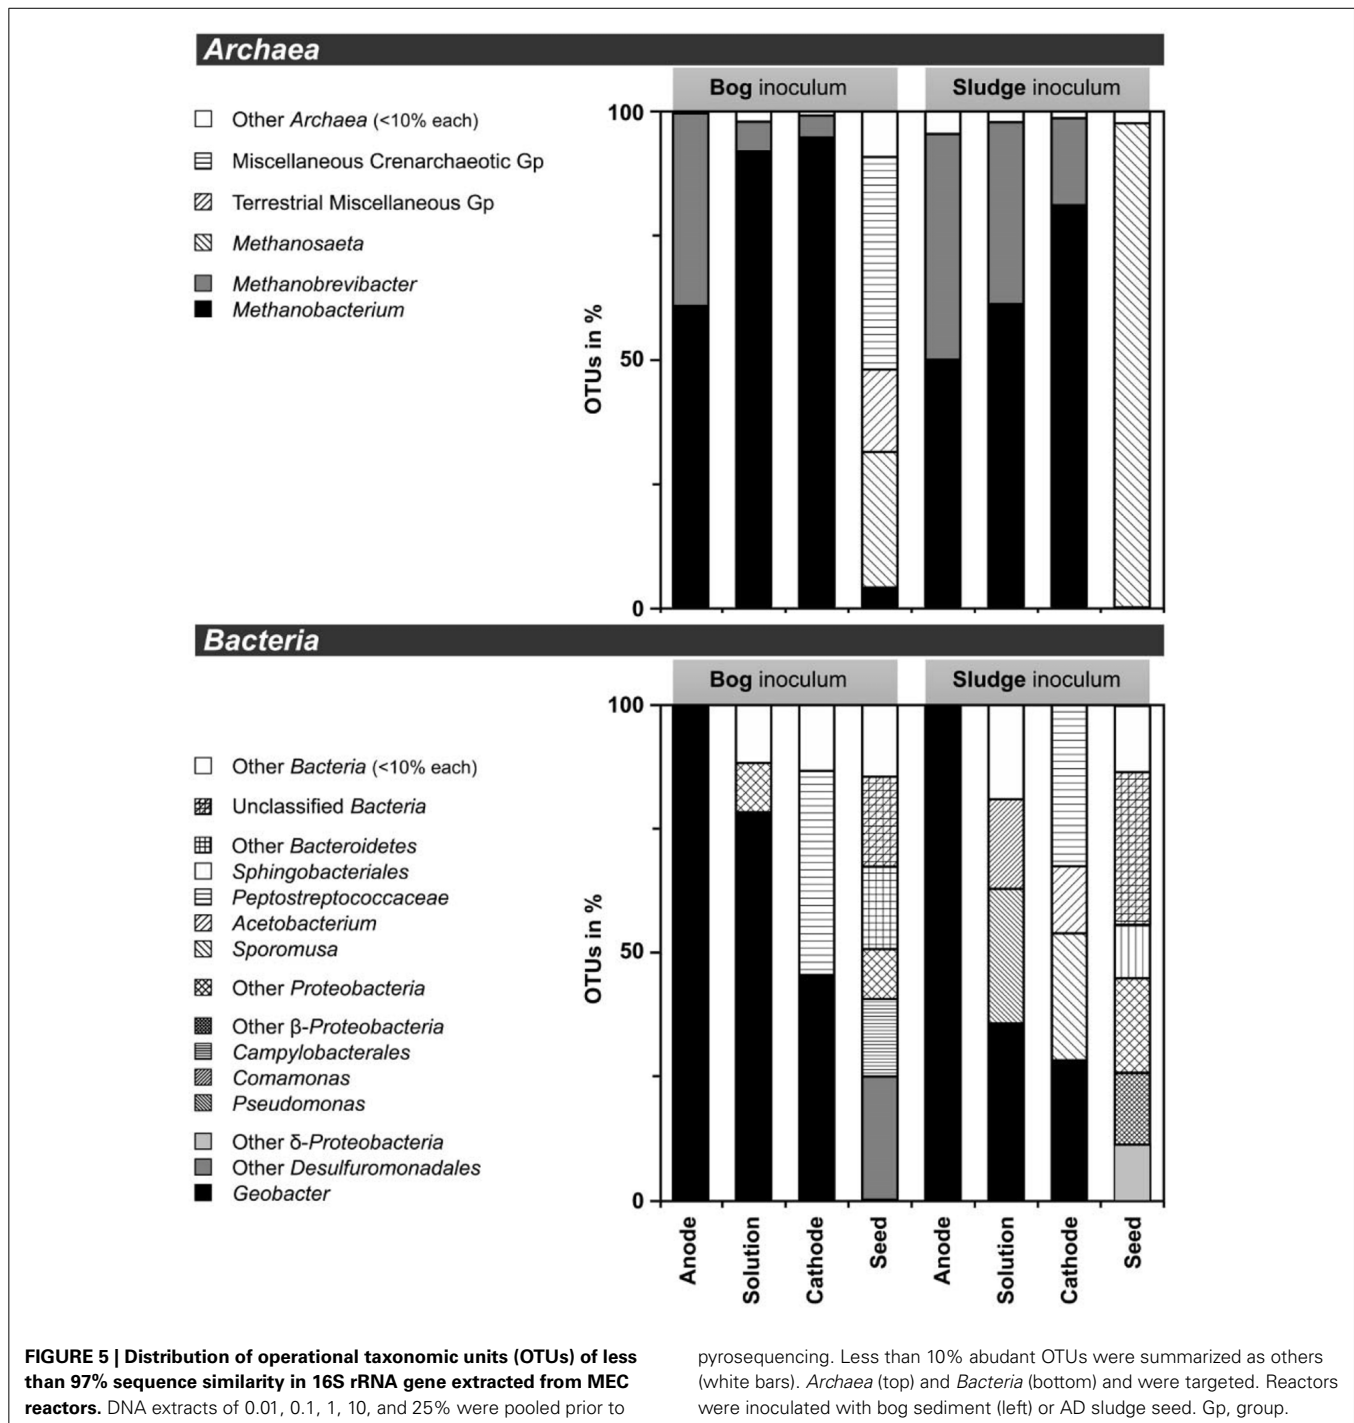 Archaea
Bog inoculum
Sludge inoculum
Other Archaea (<10% each)
Miscellaneous Crenarchaeotic Gp
Terrestrial Miscellaneous Gp
Methanosaeta
Methanobrevibacter
Methanobacterium
OTUs in %
100
50
0
Bacteria
Bog inoculum
Sludge inoculum
Other Bacteria (<10% each)
Unclassified Bacteria
Other Bacteroidetes
Sphingobacteriales
Peptostreptococcaceae
Acetobacterium
Sporomusa
Other Proteobacteria
Other β-Proteobacteria
Campylobacterales
Comamonas
Pseudomonas
Other δ-Proteobacteria
Other Desulfuromonadales
Geobacter
OTUs in %
100
50
0
Anode
Solution
Cathode
Seed
Anode
Solution
Cathode
Seed
FIGURE 5 | Distribution of operational taxonomic units (OTUs) of less
than 97% sequence similarity in 16S rRNA gene extracted from MEC
reactors. DNA extracts of 0.01, 0.1, 1, 10, and 25% were pooled prior to
pyrosequencing. Less than 10% abudant OTUs were summarized as others
(white bars). Archaea (top) and Bacteria (bottom) and were targeted. Reactors
were inoculated with bog sediment (left) or AD sludge seed. Gp, group.